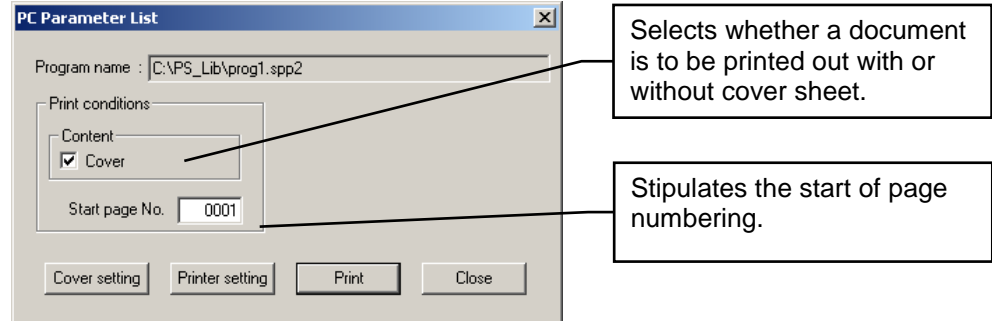 PC Parameter List
Program name : C:\PS_Lib\prog1.spp2
Print conditions
Content
Cover
Start page No. 0001
Cover setting Printer setting Print Close
Selects whether a document
is to be printed out with or
without cover sheet.
Stipulates the start of page
numbering.